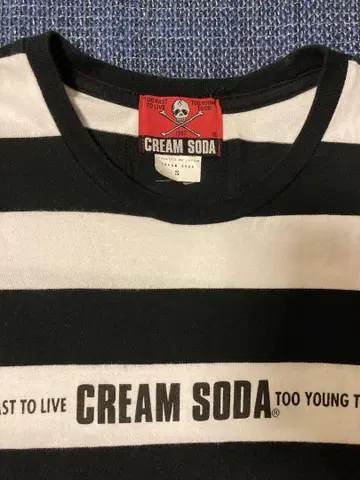 "TOO FAST TO LIVE
TOO YOUNG TO DIE"
CREAM SODA
S
AST TO LIVE CREAM SODA® TOO YOUNG T